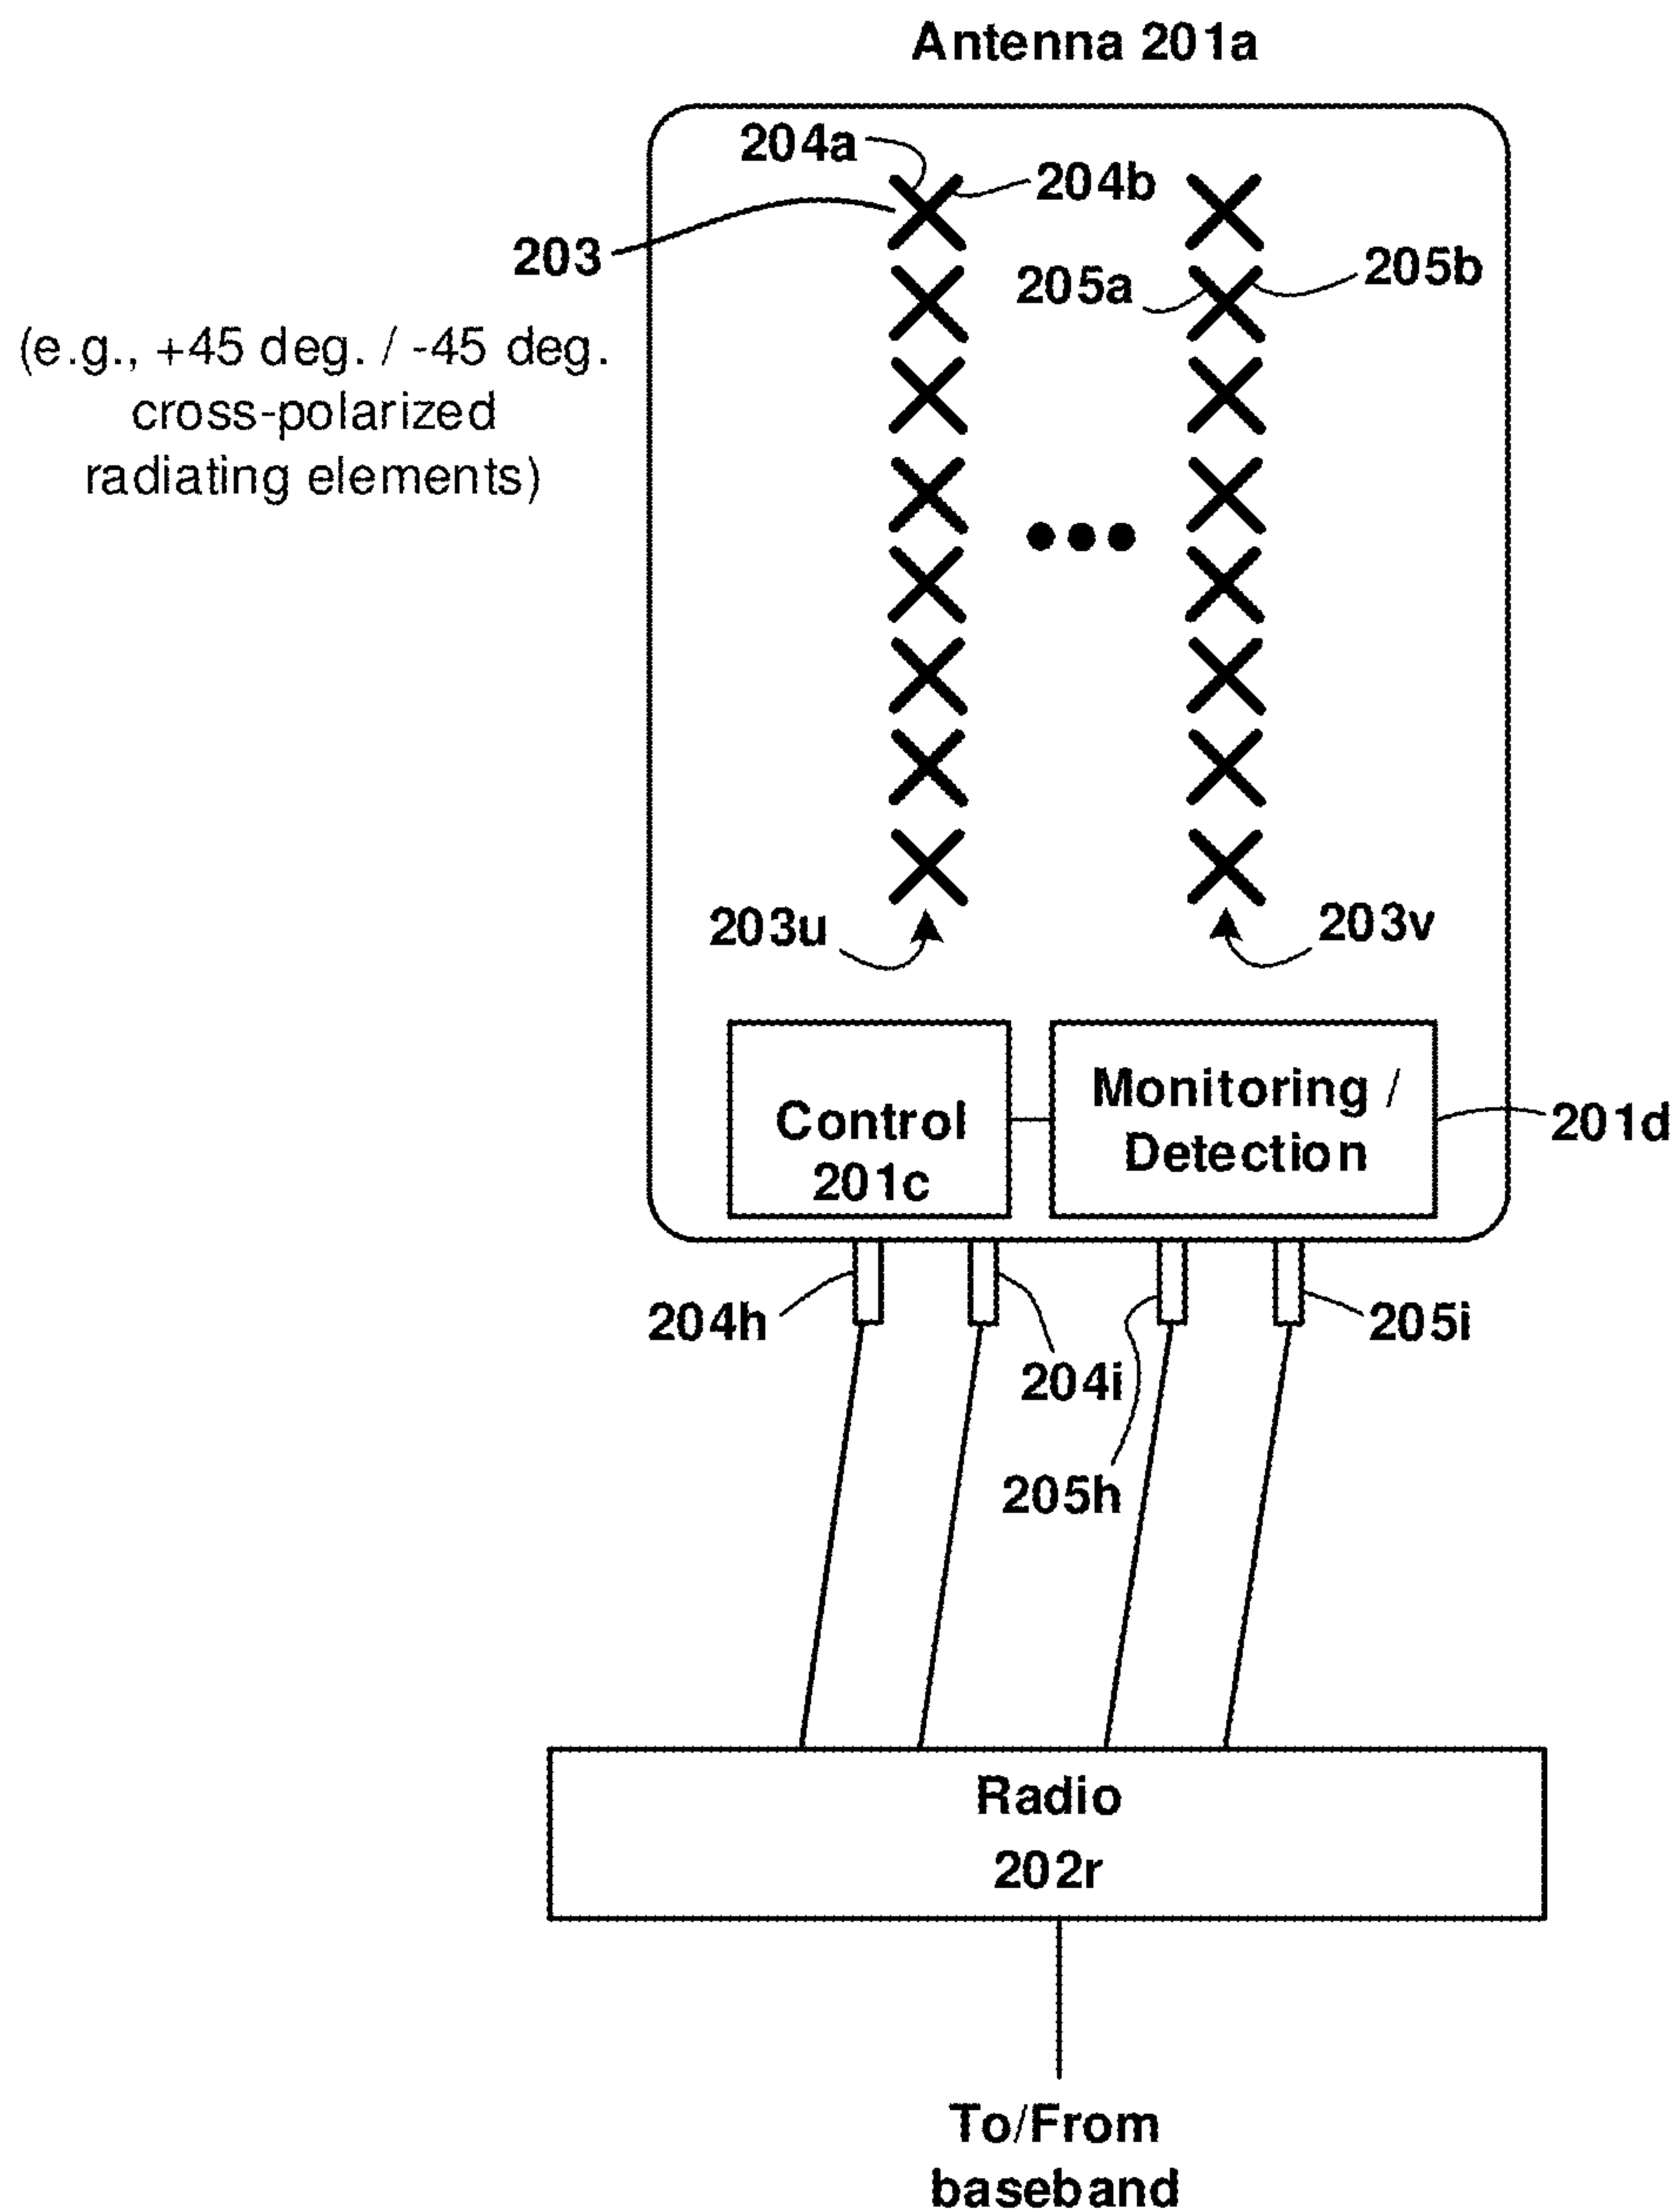 Antenna 201a
204a
204b
203
205a
205b
(e.g., +45 deg. / -45 deg.
cross-polarized
radiating elements)
203u
203v
Control
201c
Monitoring /
Detection
201d
204h
204i
205h
205i
Radio
202r
To/From
baseband